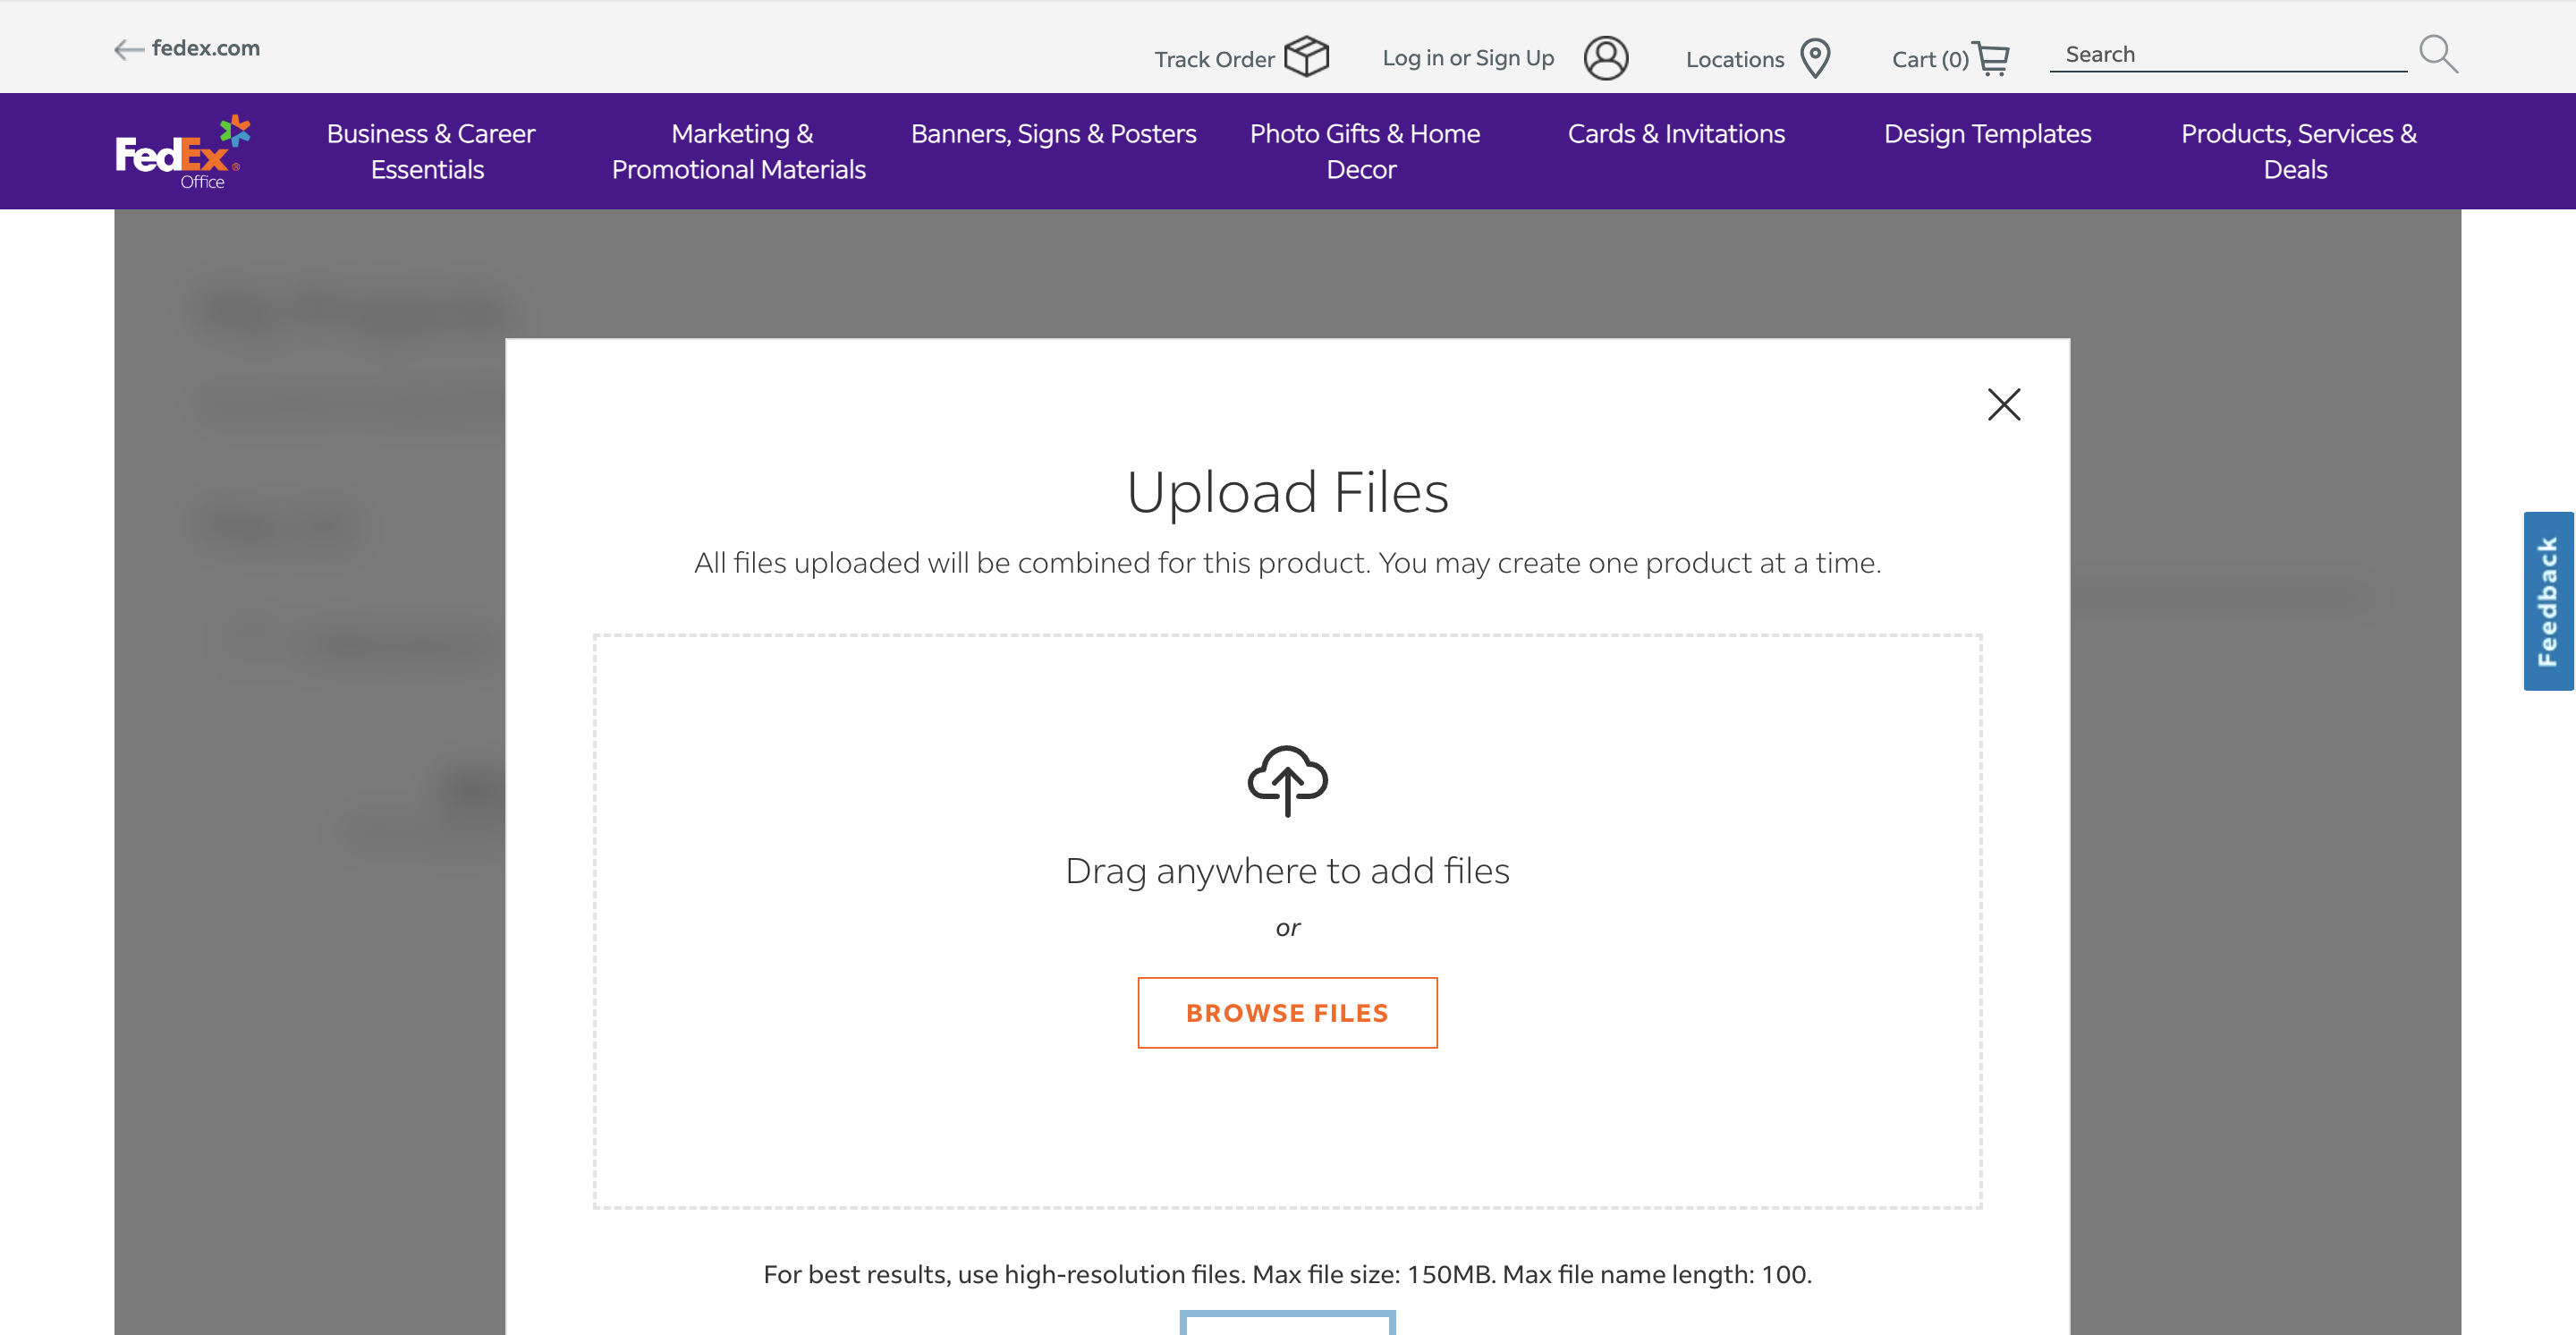 fedex.com
Track Order
Log in or Sign Up
Locations
Cart (0)
Search
FedEx®
Office
Business & Career
Essentials
Marketing &
Promotional Materials
Banners, Signs & Posters
Photo Gifts & Home
Decor
Cards & Invitations
Design Templates
Products, Services &
Deals
Upload Files
All files uploaded will be combined for this product. You may create one product at a time.
Drag anywhere to add files
or
BROWSE FILES
For best results, use high-resolution files. Max file size: 150MB. Max file name length: 100.
Feedback